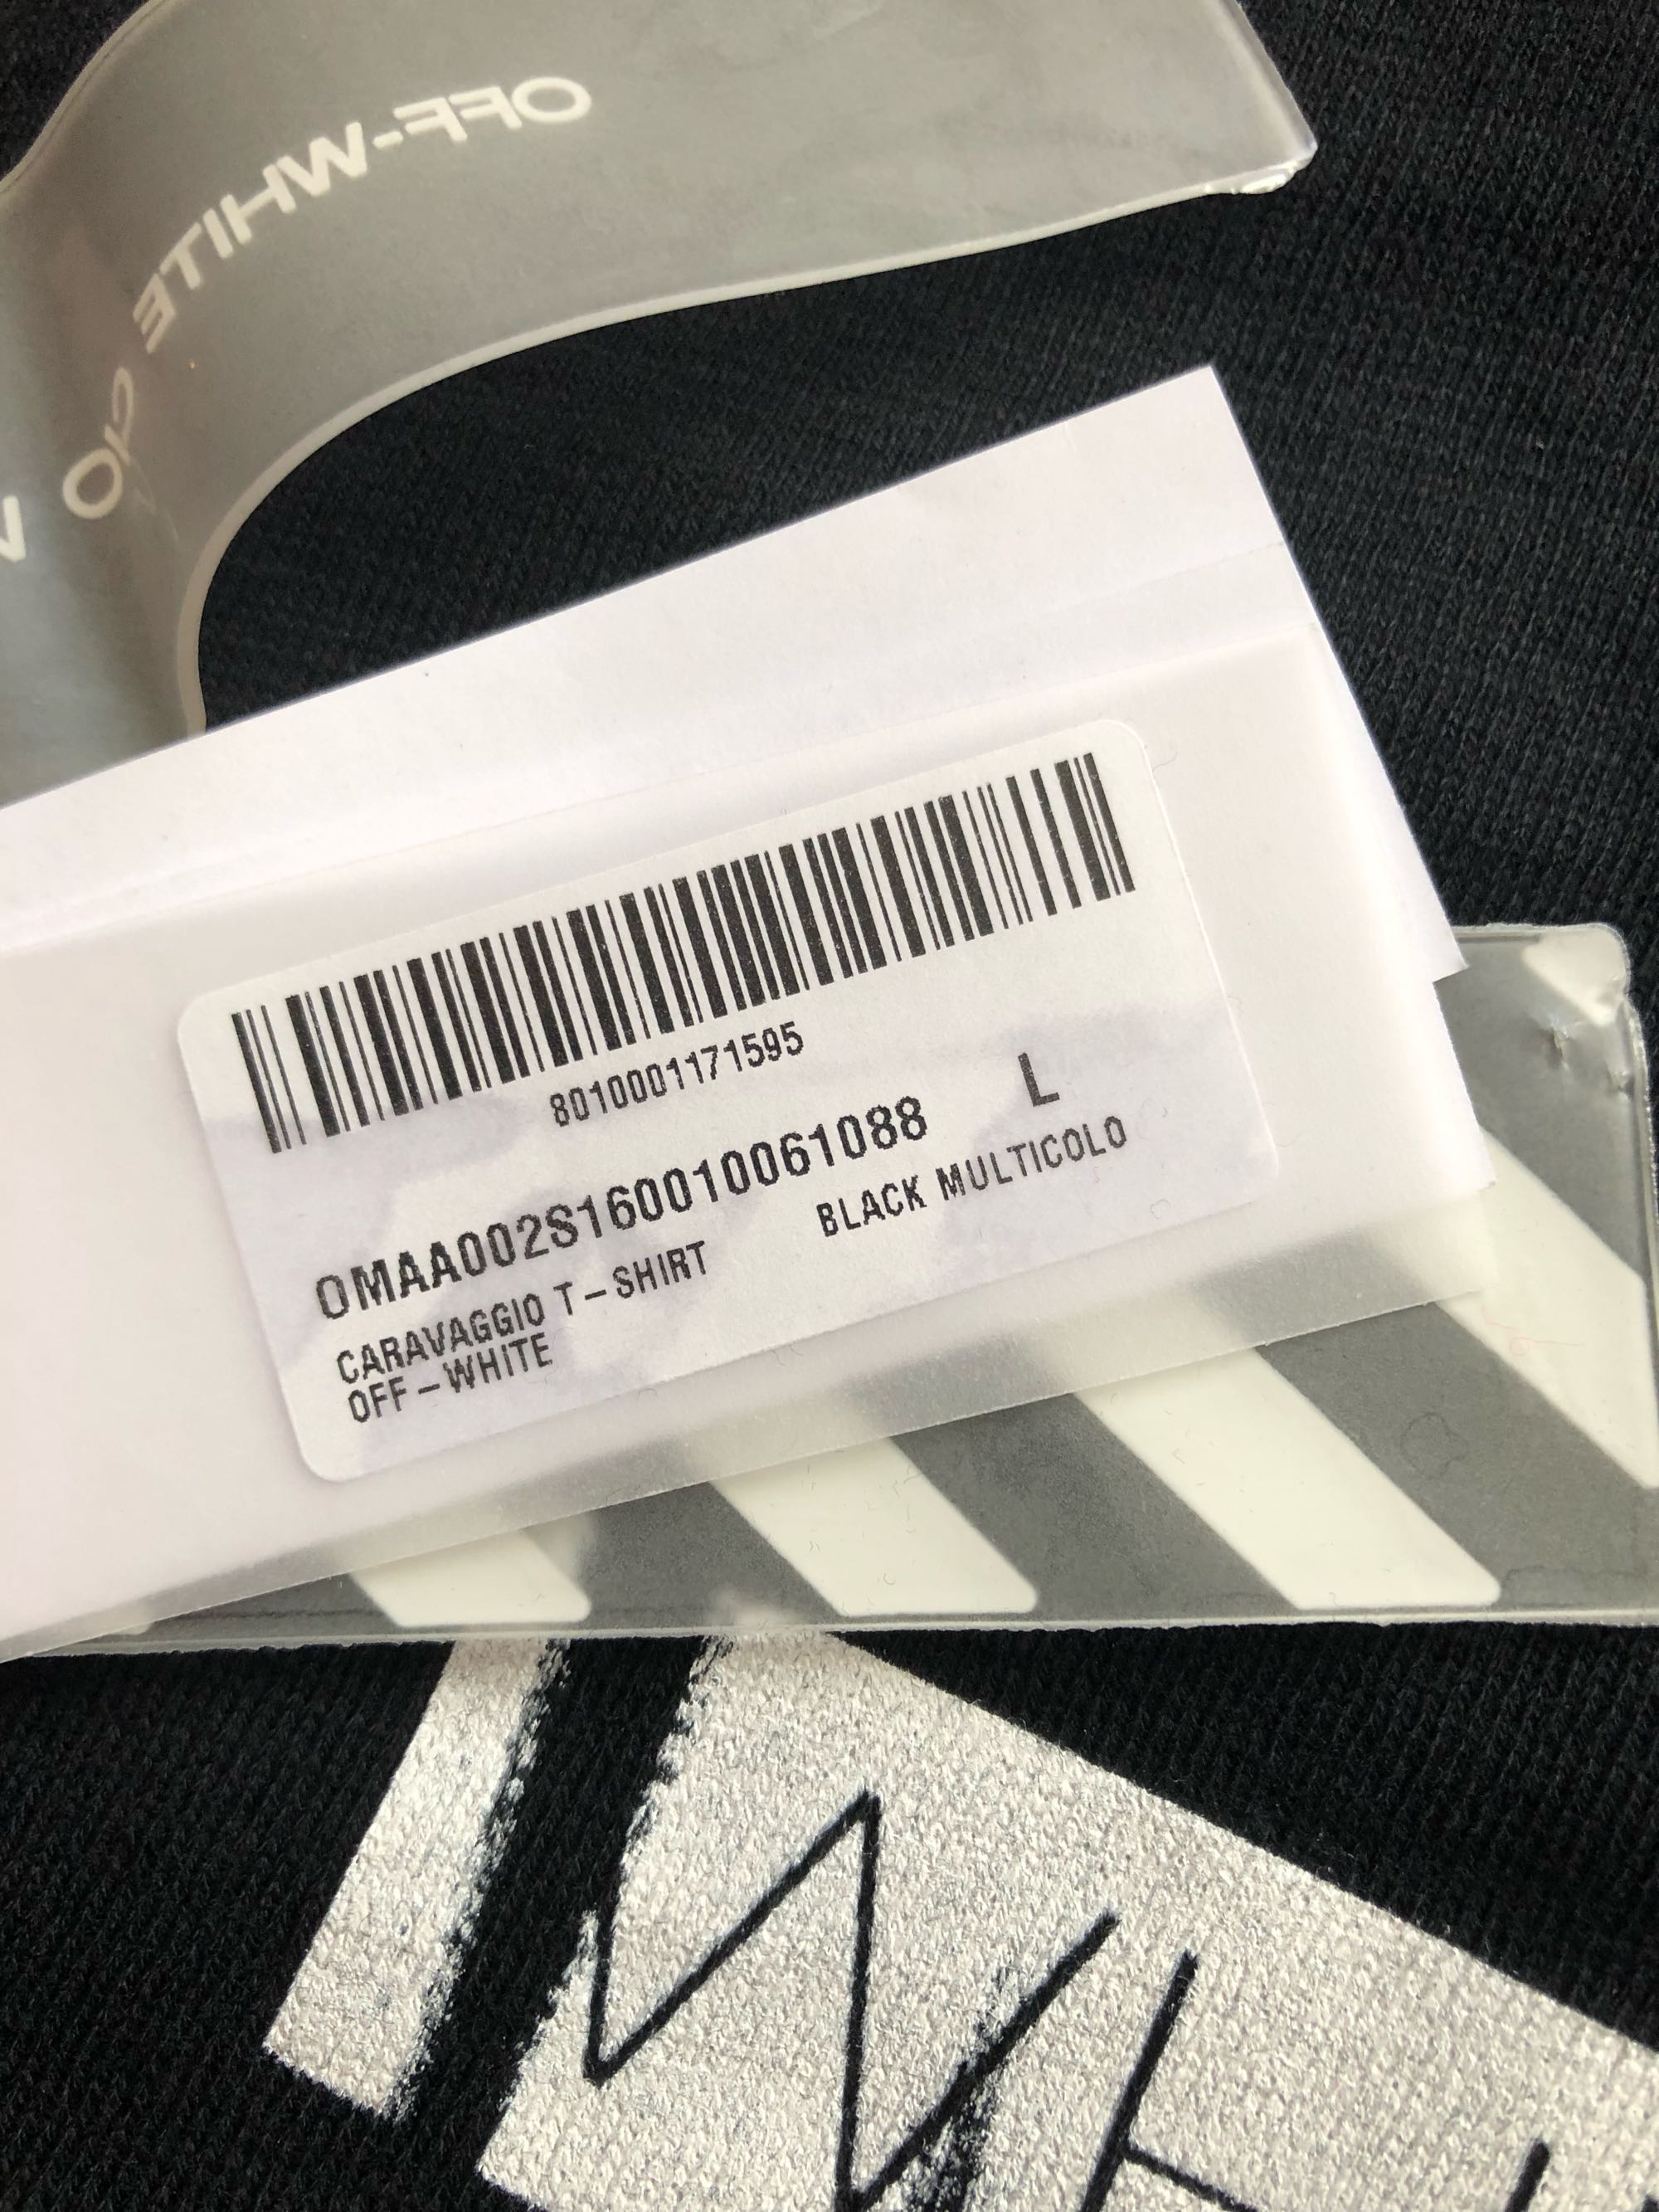 OFF-WHITE c/o
V
8010001171595
OMAA002S160010061088 L
CARAVAGGIO T-SHIRT BLACK MULTICOLO
OFF-WHITE